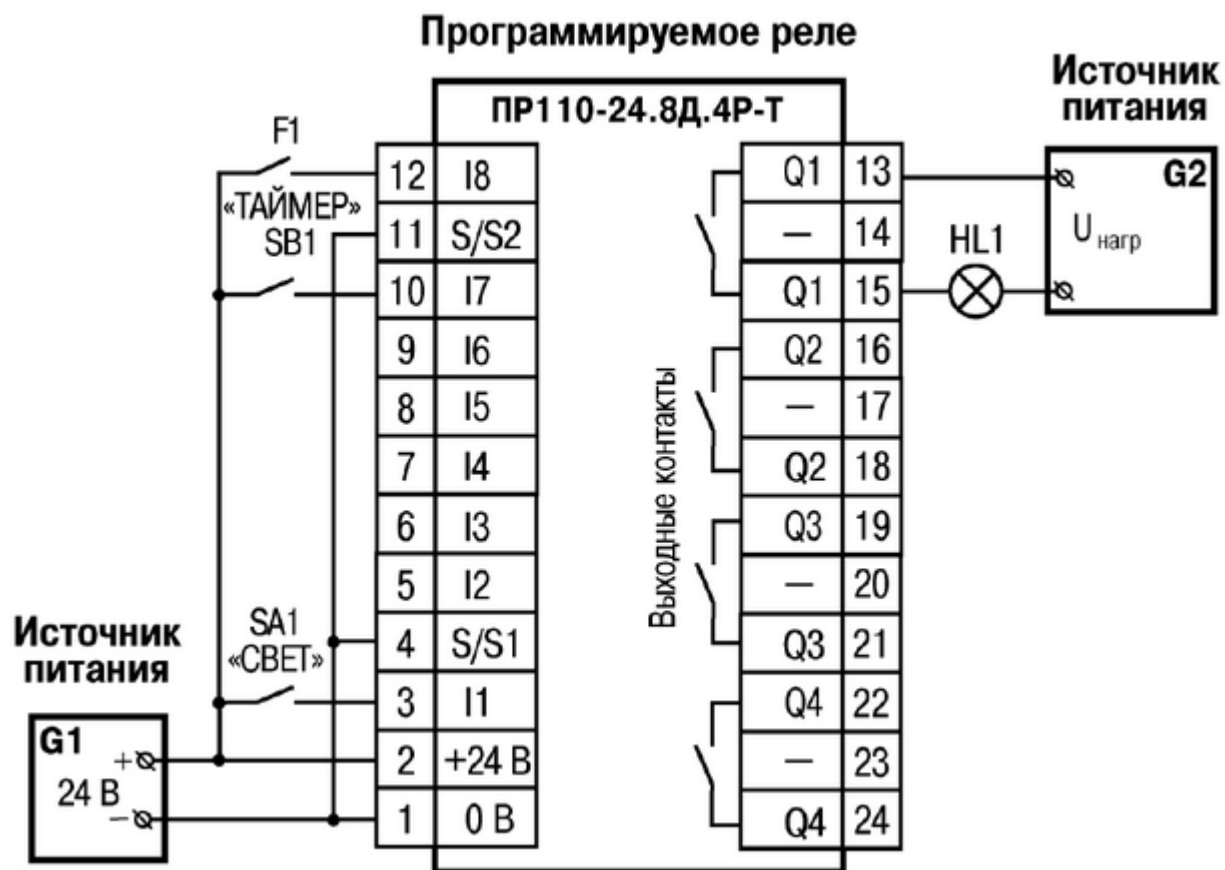 Программируемое реле
ПР110-24.8Д.4Р-Т
Источник
питания
G2
U нагр
HL1
F1
«ТАЙМЕР»
SB1
SA1
«СВЕТ»
Источник
питания
G1
+
24 В
−
12 I8
11 S/S2
10 I7
9 I6
8 I5
7 I4
6 I3
5 I2
4 S/S1
3 I1
2 +24 В
1 0 В
Выходные контакты
Q1 13
— 14
Q1 15
Q2 16
— 17
Q2 18
Q3 19
— 20
Q3 21
Q4 22
— 23
Q4 24